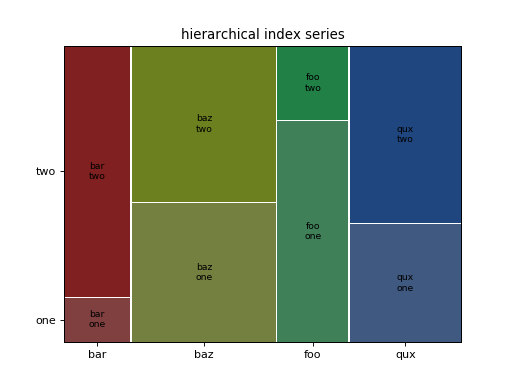 hierarchical index series
two
one
bar
two
bar
one
baz
two
baz
one
foo
two
foo
one
qux
two
qux
one
bar
baz
foo
qux